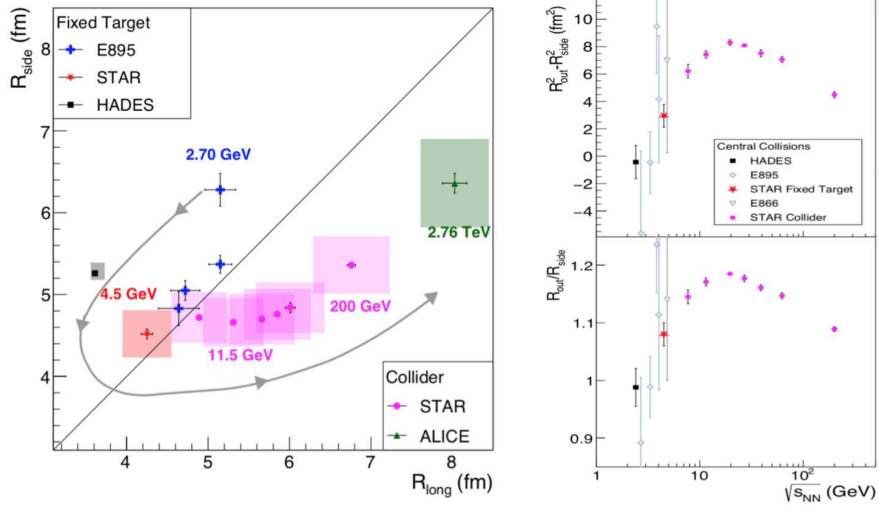 Fixed Target
E895
STAR
HADES
R_side (fm)
8
7
6
5
4
2.70 GeV
2.76 TeV
4.5 GeV
200 GeV
11.5 GeV
Collider
STAR
ALICE
4 5 6 7 8
R_long (fm)
R²_out-R²_side (fm²)
10
8
6
4
2
0
−2
−4
Central Collisions
HADES
E895
STAR Fixed Target
E866
STAR Collider
R_out/R_side
1.2
1.1
1
0.9
1 10 10²
√s_NN (GeV)